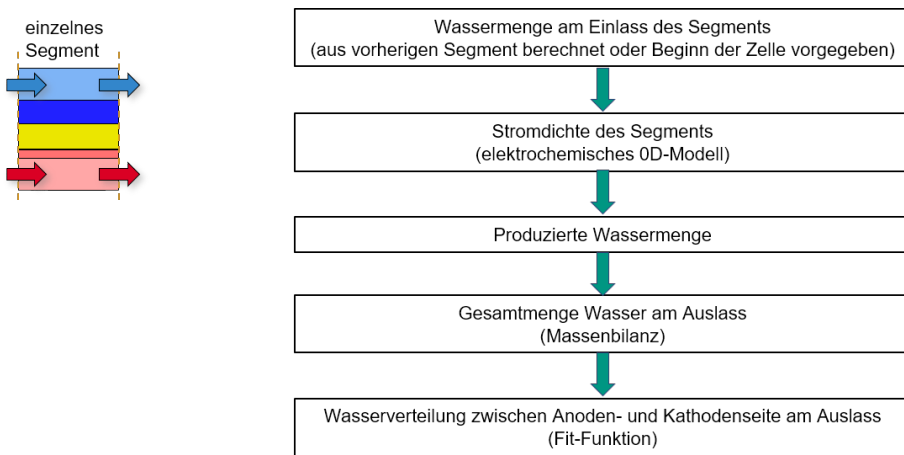 einzelnes
Segment
Wassermenge am Einlass des Segments
(aus vorherigen Segment berechnet oder Beginn der Zelle vorgegeben)
Stromdichte des Segments
(elektrochemisches 0D-Modell)
Produzierte Wassermenge
Gesamtmenge Wasser am Auslass
(Massenbilanz)
Wasserverteilung zwischen Anoden- und Kathodenseite am Auslass
(Fit-Funktion)